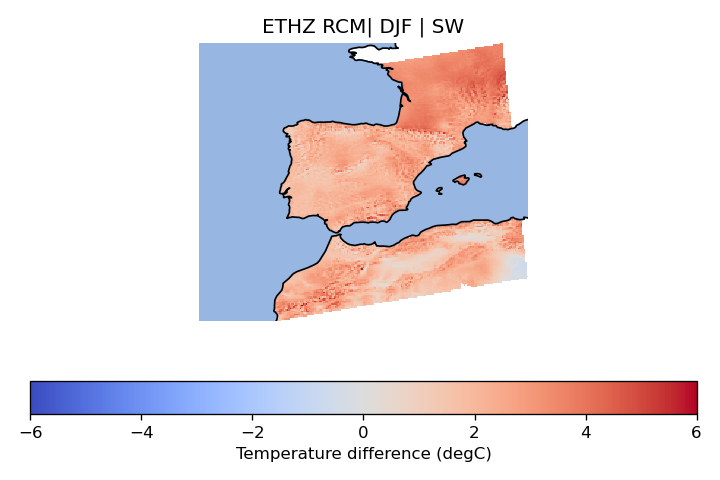 ETHZ RCM| DJF | SW
−6 −4 −2 0 2 4 6
Temperature difference (degC)